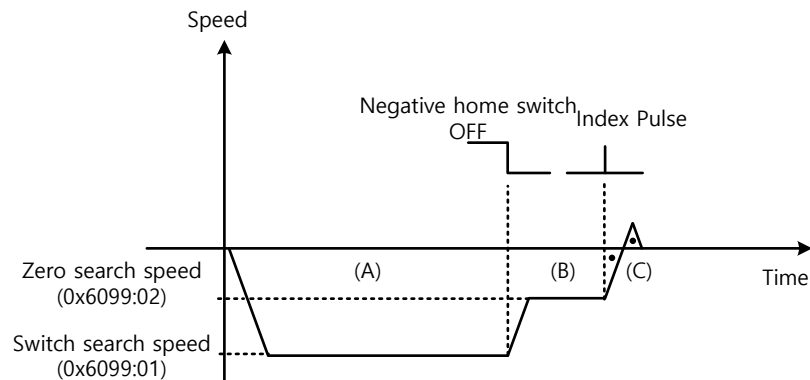 Speed
Negative home switch
OFF
Index Pulse
Zero search speed
(0x6099:02)
(A)
(B)
(C)
Time
Switch search speed
(0x6099:01)